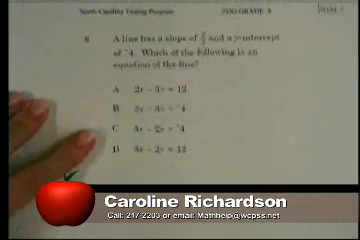 North Carolina Testing Program
EOG GRADE 8
A line has a slope of and a y-intercept
of ⁻4. Which of the following is an
equation of the line?
A 2x − 3y = 12
B 2x − 3y = ⁻4
C 3x − 2y = ⁻4
D 3x − 2y = 12
Caroline Richardson
Call: 217 2203 or email: Mathhelp@wcpss.net